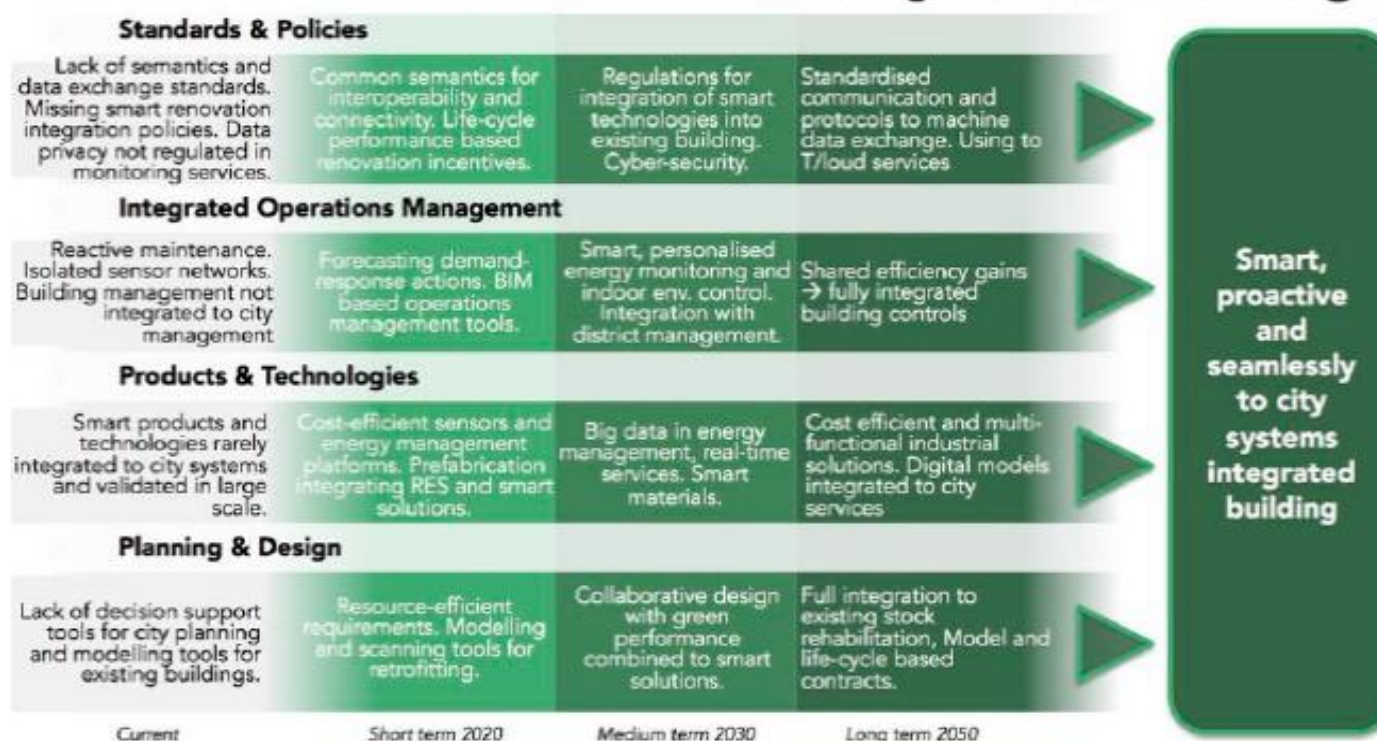 Standards & Policies
Lack of semantics and
data exchange standards.
Missing smart renovation
integration policies. Data
privacy not regulated in
monitoring services.
Common semantics for
interoperability and
connectivity. Life-cycle
performance based
renovation incentives.
Regulations for
integration of smart
technologies into
existing building.
Cyber-security.
Standardised
communication and
protocols to machine
data exchange. Using to
T/loud services
Integrated Operations Management
Reactive maintenance.
Isolated sensor networks.
Building management not
integrated to city
management
Forecasting demand-
response actions. BIM
based operations
management tools.
Smart, personalised
energy monitoring and
indoor env. control.
Integration with
district management.
Shared efficiency gains
→ fully integrated
building controls
Products & Technologies
Smart products and
technologies rarely
integrated to city systems
and validated in large
scale.
Cost-efficient sensors and
energy management
platforms. Prefabrication
integrating RES and smart
solutions.
Big data in energy
management, real-time
services. Smart
materials.
Cost efficient and multi-
functional industrial
solutions. Digital models
integrated to city
services
Planning & Design
Lack of decision support
tools for city planning
and modelling tools for
existing buildings.
Resource-efficient
requirements. Modelling
and scanning tools for
retrofitting.
Collaborative design
with green
performance
combined to smart
solutions.
Full integration to
existing stock
rehabilitation, Model and
life-cycle based
contracts.
Current
Short term 2020
Medium term 2030
Long term 2050
Smart,
proactive
and
seamlessly
to city
systems
integrated
building